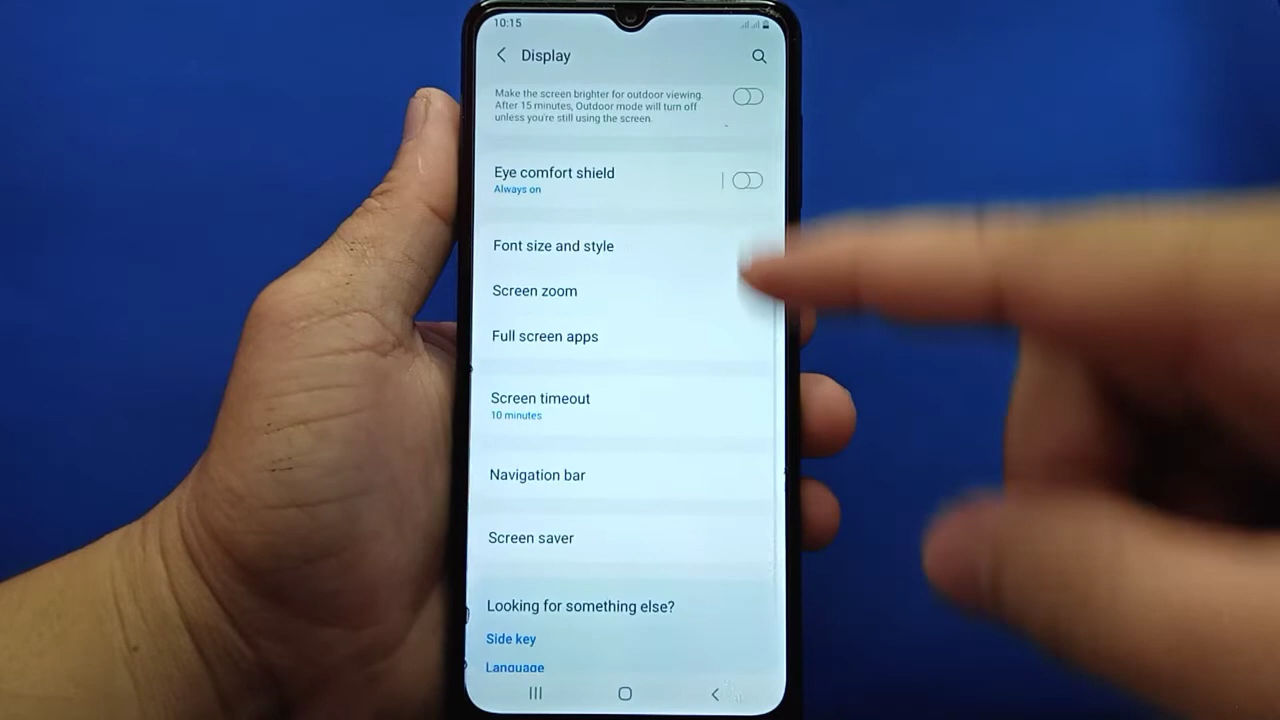 10:15
Display
Make the screen brighter for outdoor viewing.
After 15 minutes, Outdoor mode will turn off
unless you're still using the screen.
Eye comfort shield
Always on
Font size and style
Screen zoom
Full screen apps
Screen timeout
10 minutes
Navigation bar
Screen saver
Looking for something else?
Side key
Language